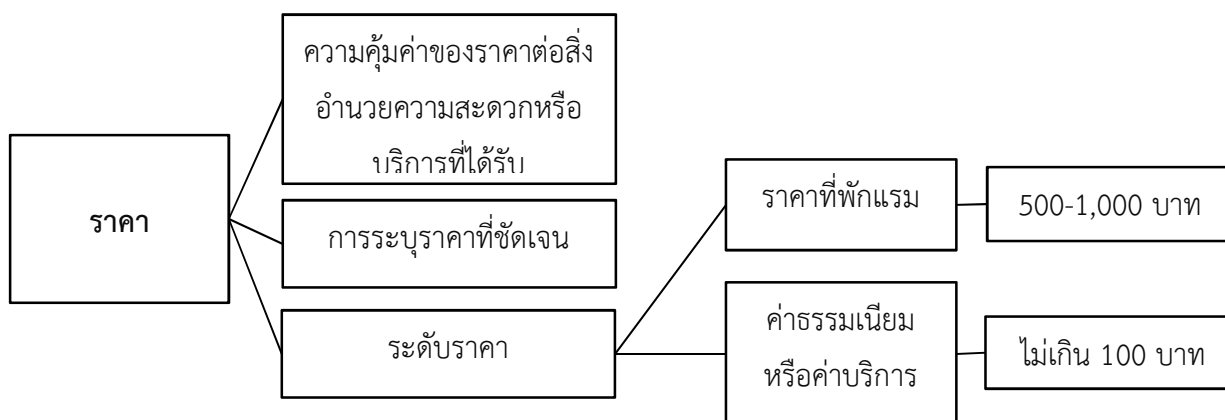 ราคา
ความคุ้มค่าของราคาต่อสิ่ง
อำนวยความสะดวกหรือ
บริการที่ได้รับ
การระบุราคาที่ชัดเจน
ระดับราคา
ราคาที่พักแรม
500-1,000 บาท
ค่าธรรมเนียม
หรือค่าบริการ
ไม่เกิน 100 บาท